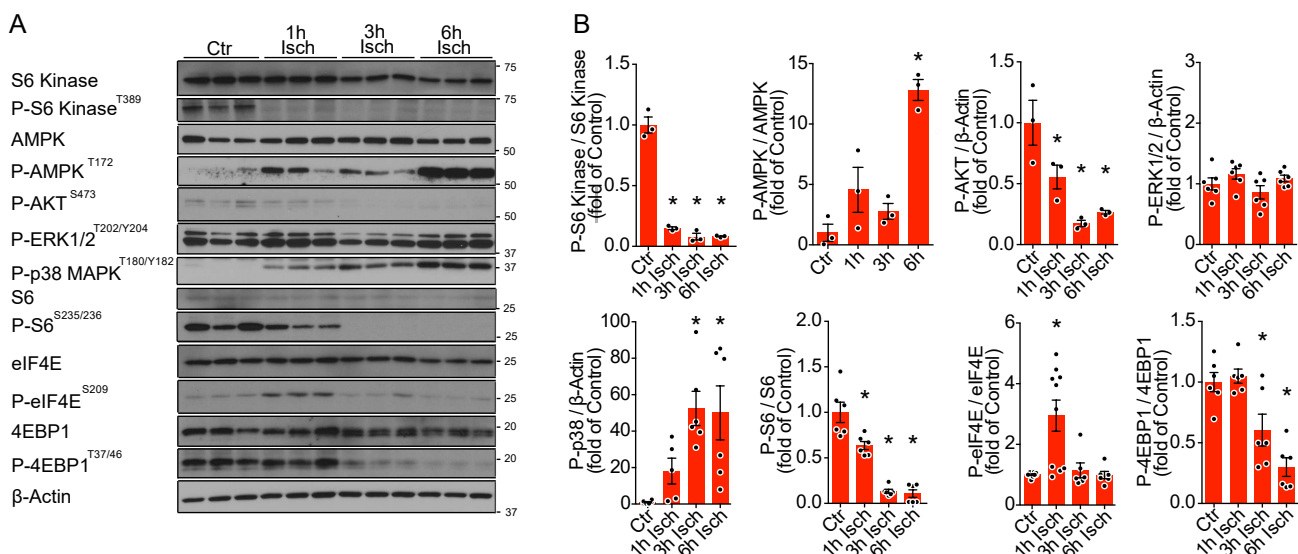 A
Ctr
1h
Isch
3h
Isch
6h
Isch
S6 Kinase
75
P-S6 Kinase T389
75
AMPK
50
P-AMPK T172
50
P-AKT S473
50
P-ERK1/2 T202/Y204
37
P-p38 MAPK T180/Y182
37
S6
25
P-S6 S235/236
25
eIF4E
25
P-eIF4E S209
25
4EBP1
20
P-4EBP1 T37/46
20
β-Actin
37
B
P-S6 Kinase / S6 Kinase
(fold of Control)
1.5
1.0
0.5
0.0
* * *
Ctr
1h Isch
3h Isch
6h Isch
P-AMPK / AMPK
(fold of Control)
15
10
5
0
*
Ctr
1h
3h
6h
P-AKT / β-Actin
(fold of Control)
1.5
1.0
0.5
0.0
* * *
Ctr
1h Isch
3h Isch
6h Isch
P-ERK1/2 / β-Actin
(fold of Control)
3
2
1
0
Ctr
1h Isch
3h Isch
6h Isch
P-p38 / β-Actin
(fold of Control)
100
80
60
40
20
0
* *
Ctr
1h Isch
3h Isch
6h Isch
P-S6 / S6
(fold of Control)
2.0
1.5
1.0
0.5
0.0
* * *
Ctr
1h Isch
3h Isch
6h Isch
P-eIF4E / eIF4E
(fold of Control)
6
4
2
0
*
Ctr
1h Isch
3h Isch
6h Isch
P-4EBP1 / 4EBP1
(fold of Control)
1.5
1.0
0.5
0.0
* *
Ctr
1h Isch
3h Isch
6h Isch